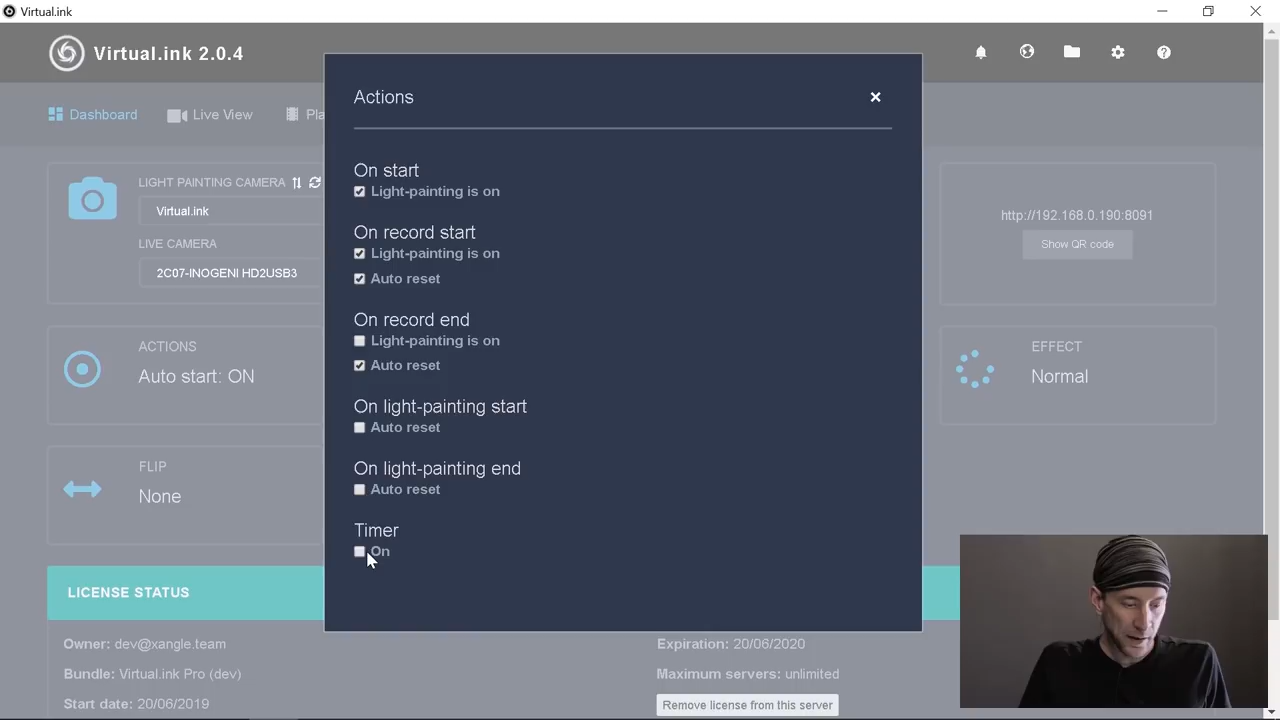 Virtual.ink
Virtual.ink 2.0.4
Dashboard
Live View
Pla
Actions
On start
Light-painting is on
On record start
Light-painting is on
Auto reset
On record end
Light-painting is on
Auto reset
On light-painting start
Auto reset
On light-painting end
Auto reset
Timer
On
LIGHT PAINTING CAMERA
Virtual.ink
LIVE CAMERA
2C07-INOGENI HD2USB3
http://192.168.0.190:8091
Show QR code
ACTIONS
Auto start: ON
EFFECT
Normal
FLIP
None
LICENSE STATUS
Owner: dev@xangle.team
Bundle: Virtual.ink Pro (dev)
Start date: 20/06/2019
Expiration: 20/06/2020
Maximum servers: unlimited
Remove license from this server